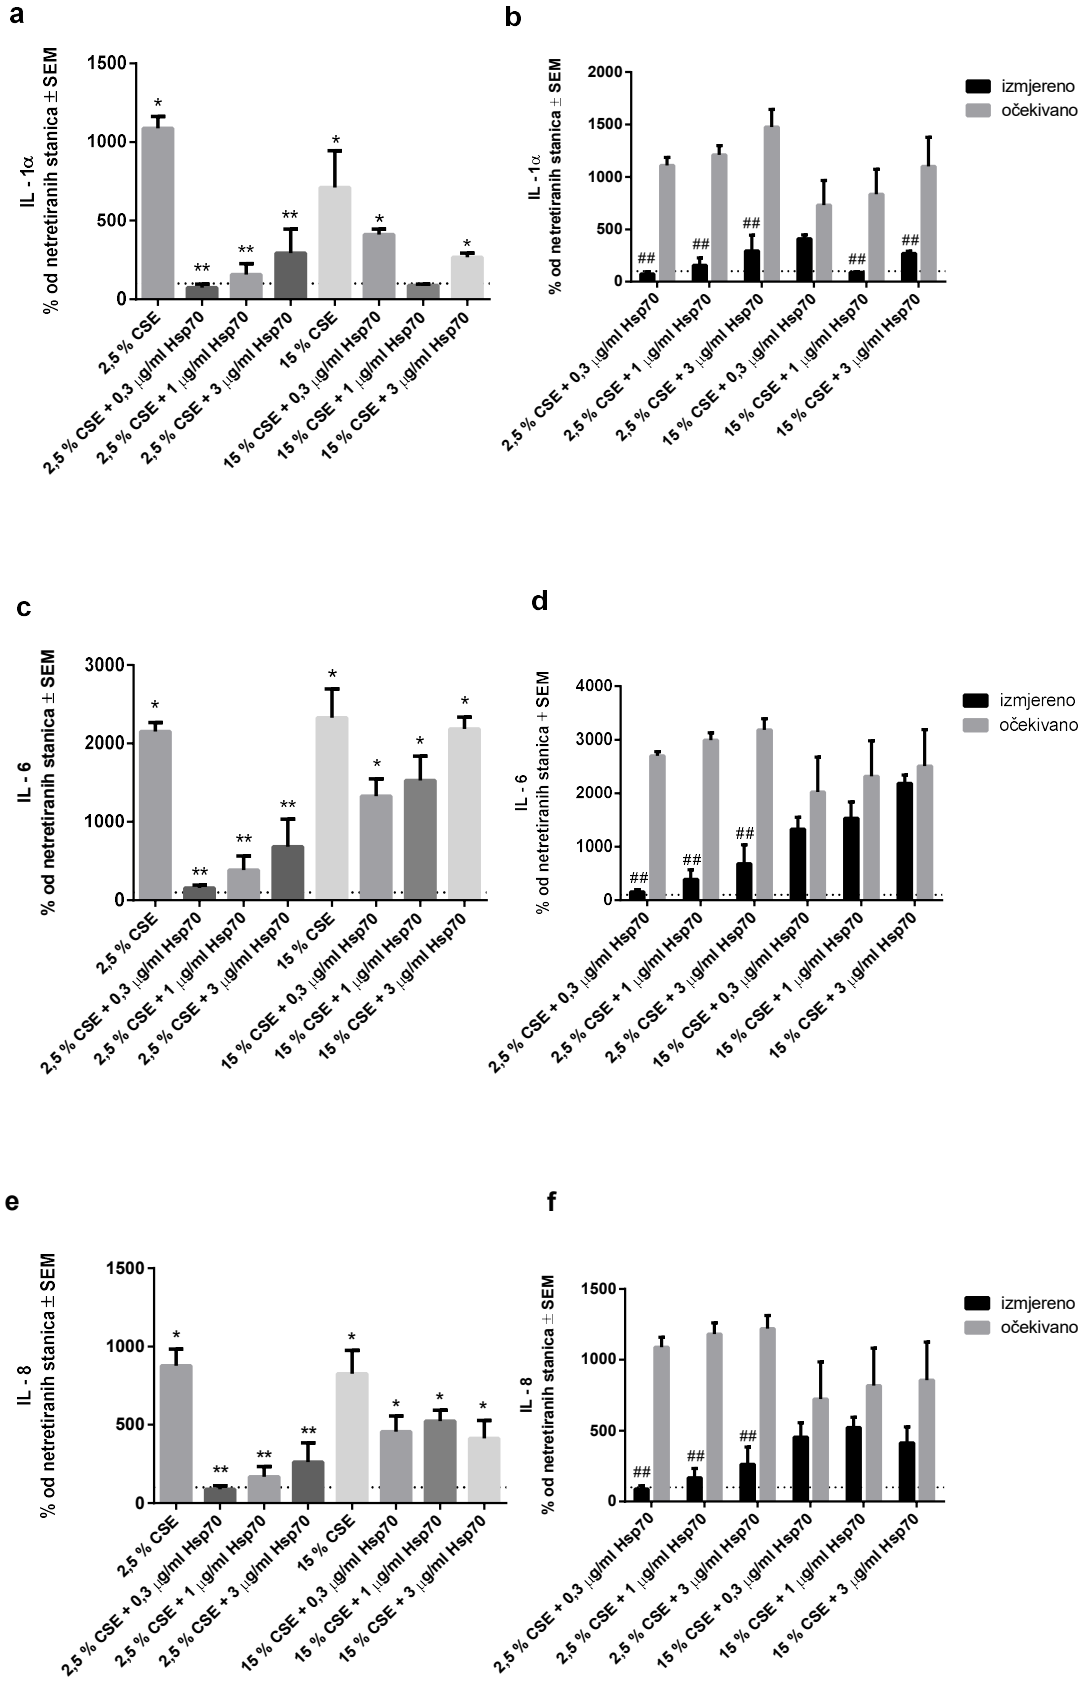 a
IL - 1α
% od netretiranih stanica ± SEM
1500
1000
500
0
*
**
**
**
*
*
*
2,5 % CSE
2,5 % CSE + 0,3 μg/ml Hsp70
2,5 % CSE + 1 μg/ml Hsp70
2,5 % CSE + 3 μg/ml Hsp70
15 % CSE
15 % CSE + 0,3 μg/ml Hsp70
15 % CSE + 1 μg/ml Hsp70
15 % CSE + 3 μg/ml Hsp70
b
IL - 1α
% od netretiranih stanica ± SEM
2000
1500
1000
500
0
##
##
##
##
##
izmjereno
očekivano
2,5 % CSE + 0,3 μg/ml Hsp70
2,5 % CSE + 1 μg/ml Hsp70
2,5 % CSE + 3 μg/ml Hsp70
15 % CSE + 0,3 μg/ml Hsp70
15 % CSE + 1 μg/ml Hsp70
15 % CSE + 3 μg/ml Hsp70
c
IL - 6
% od netretiranih stanica ± SEM
3000
2000
1000
0
*
**
**
**
*
*
*
*
2,5 % CSE
2,5 % CSE + 0,3 μg/ml Hsp70
2,5 % CSE + 1 μg/ml Hsp70
2,5 % CSE + 3 μg/ml Hsp70
15 % CSE
15 % CSE + 0,3 μg/ml Hsp70
15 % CSE + 1 μg/ml Hsp70
15 % CSE + 3 μg/ml Hsp70
d
IL - 6
% od netretiranih stanica + SEM
4000
3000
2000
1000
0
##
##
##
izmjereno
očekivano
2,5 % CSE + 0,3 μg/ml Hsp70
2,5 % CSE + 1 μg/ml Hsp70
2,5 % CSE + 3 μg/ml Hsp70
15 % CSE + 0,3 μg/ml Hsp70
15 % CSE + 1 μg/ml Hsp70
15 % CSE + 3 μg/ml Hsp70
e
IL - 8
% od netretiranih stanica ± SEM
1500
1000
500
0
*
**
**
**
*
*
*
*
2,5 % CSE
2,5 % CSE + 0,3 μg/ml Hsp70
2,5 % CSE + 1 μg/ml Hsp70
2,5 % CSE + 3 μg/ml Hsp70
15 % CSE
15 % CSE + 0,3 μg/ml Hsp70
15 % CSE + 1 μg/ml Hsp70
15 % CSE + 3 μg/ml Hsp70
f
IL - 8
% od netretiranih stanica ± SEM
1500
1000
500
0
##
##
##
izmjereno
očekivano
2,5 % CSE + 0,3 μg/ml Hsp70
2,5 % CSE + 1 μg/ml Hsp70
2,5 % CSE + 3 μg/ml Hsp70
15 % CSE + 0,3 μg/ml Hsp70
15 % CSE + 1 μg/ml Hsp70
15 % CSE + 3 μg/ml Hsp70